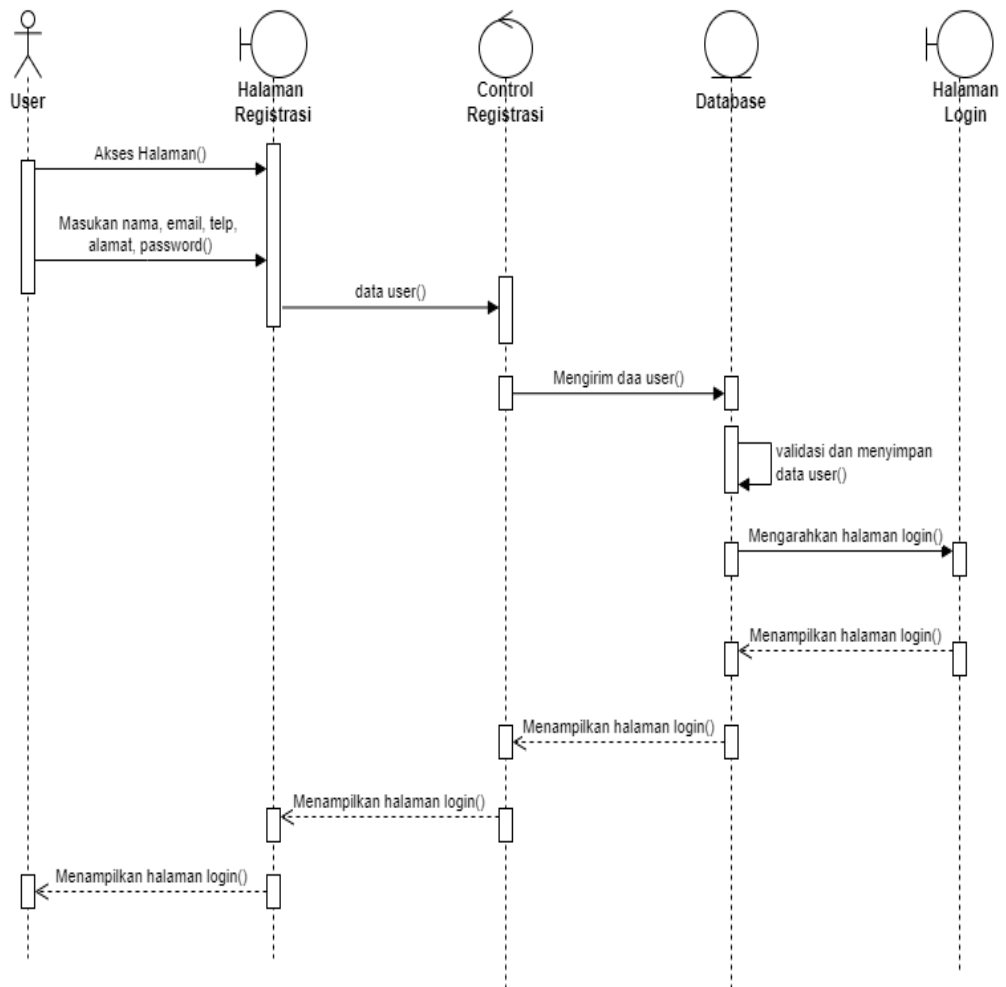 User
Halaman
Registrasi
Control
Registrasi
Database
Halaman
Login
Akses Halaman()
Masukan nama, email, telp,
alamat, password()
data user()
Mengirim daa user()
validasi dan menyimpan
data user()
Mengarahkan halaman login()
Menampilkan halaman login()
Menampilkan halaman login()
Menampilkan halaman login()
Menampilkan halaman login()